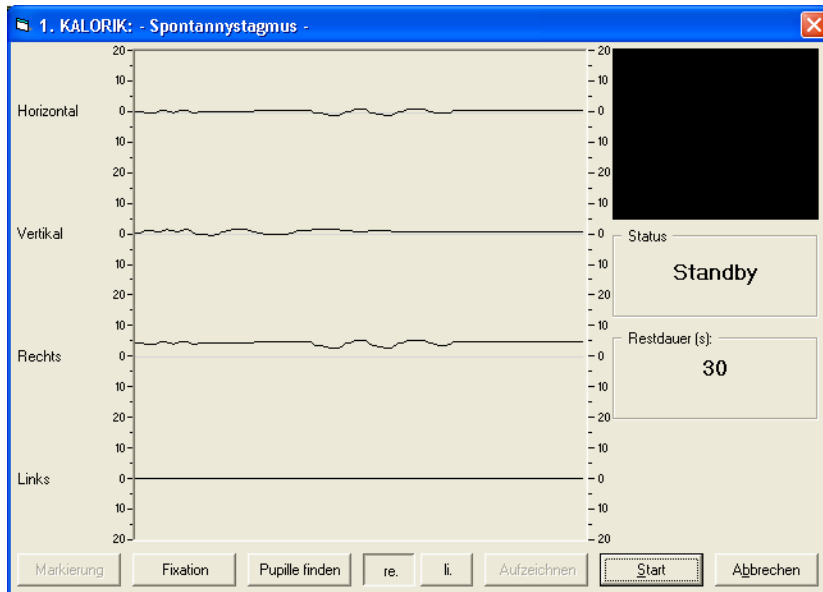 1. KALORIK: - Spontannystagmus -
20 20
10 10
Horizontal 0 0
10 10
20 20
10 10
Vertikal 0 0
10 10
20 20
10 10
Rechts 0 0
10 10
20 20
10 10
Links 0 0
10 10
20 20
Status
Standby
Restdauer (s):
30
Markierung Fixation Pupille finden re. li. Aufzeichnen Start Abbrechen